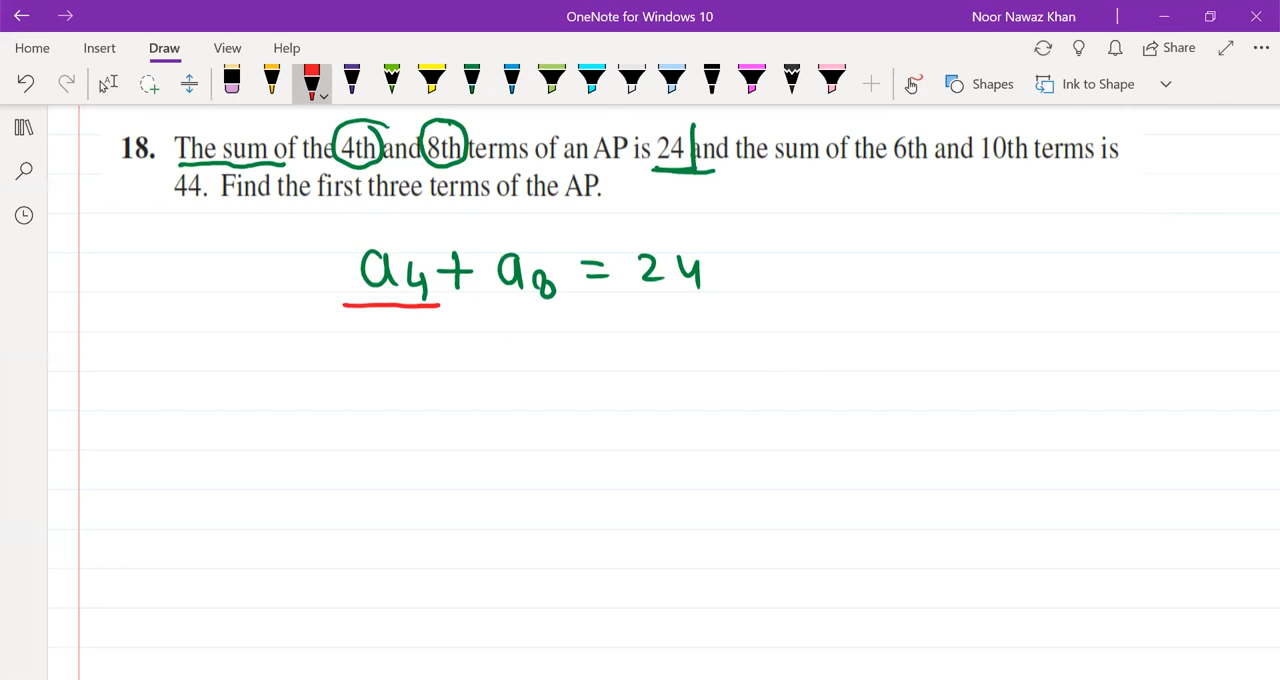 OneNote for Windows 10
Noor Nawaz Khan
Home Insert Draw View Help
Share
Shapes
Ink to Shape
18. The sum of the 4th and 8th terms of an AP is 24 and the sum of the 6th and 10th terms is
44. Find the first three terms of the AP.
a4 + a8 = 24